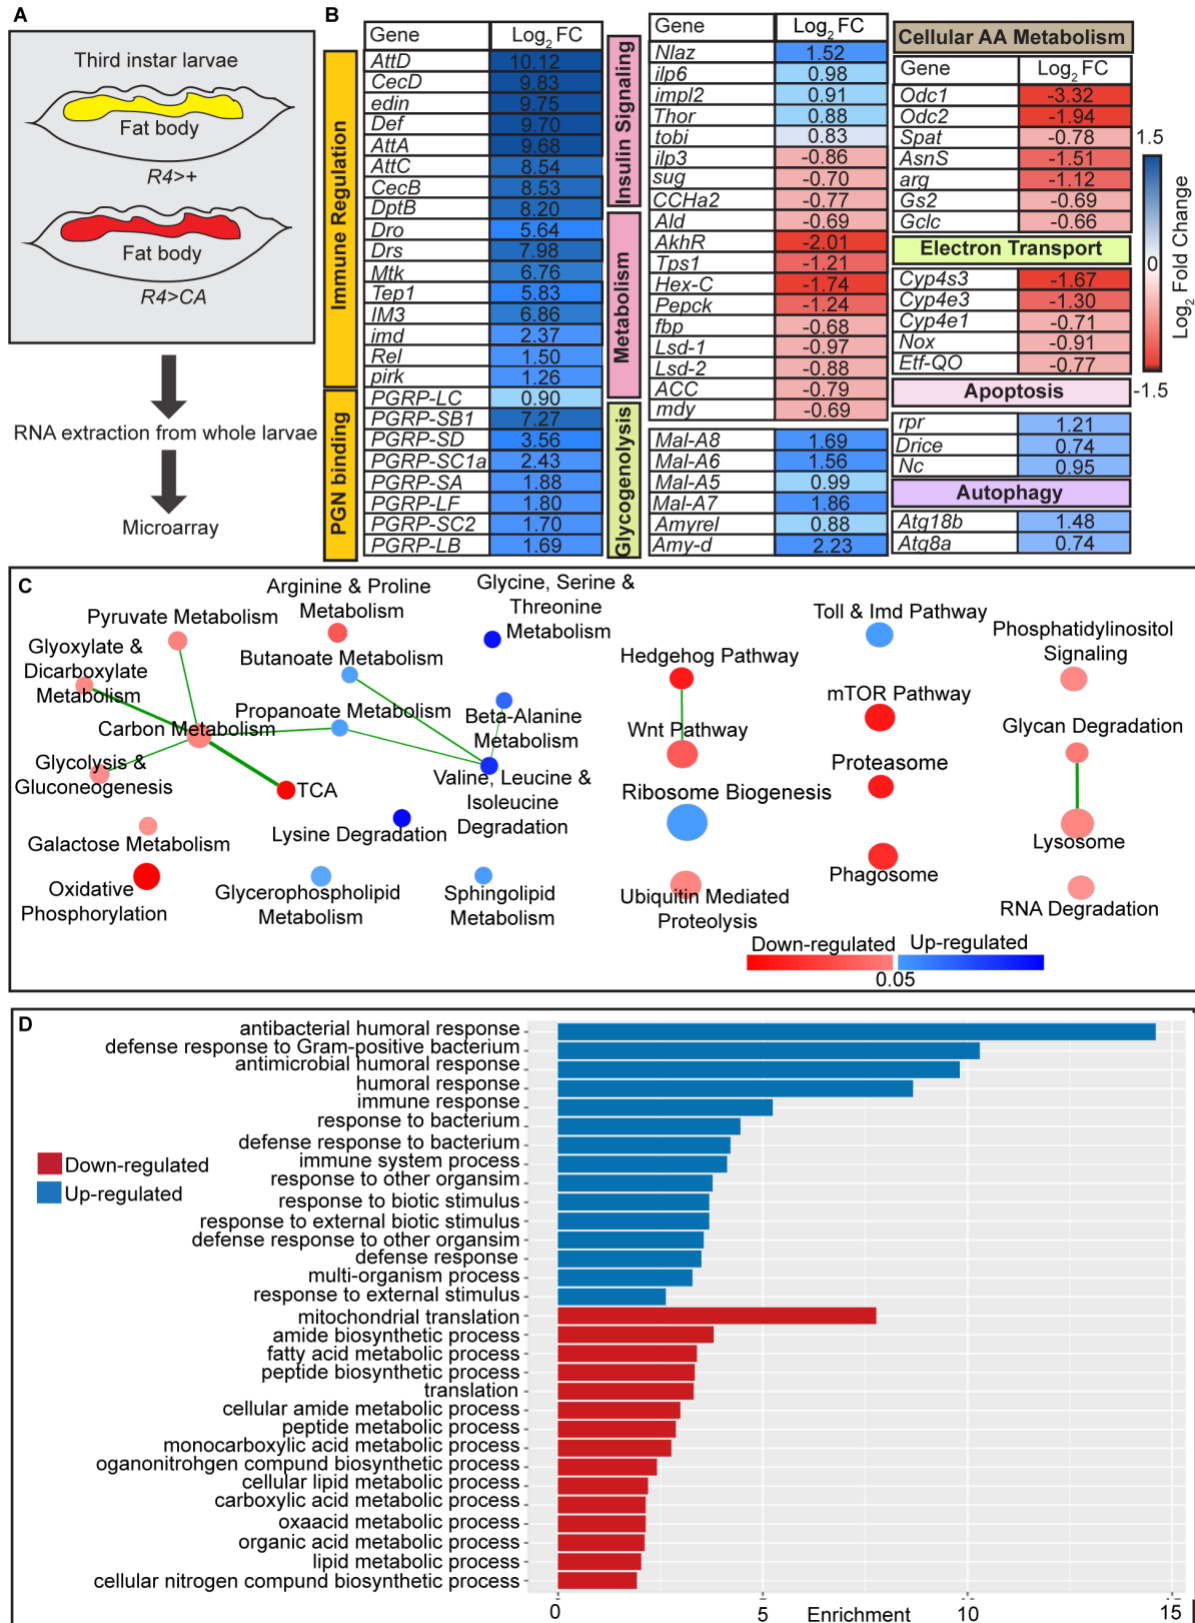 A
Third instar larvae
Fat body
R4>+
Fat body
R4>CA
RNA extraction from whole larvae
Microarray
B
Immune Regulation
PGN binding
Gene Log2 FC
AttD 10.12
CecD 9.83
edin 9.75
Def 9.70
AttA 9.68
AttC 8.54
CecB 8.53
DptB 8.20
Dro 5.64
Drs 7.98
Mtk 6.76
Tep1 5.83
IM3 6.86
imd 2.37
Rel 1.50
pirk 1.26
PGRP-LC 0.90
PGRP-SB1 7.27
PGRP-SD 3.56
PGRP-SC1a 2.43
PGRP-SA 1.88
PGRP-LF 1.80
PGRP-SC2 1.70
PGRP-LB 1.69
Insulin Signaling
Metabolism
Glycogenolysis
Gene Log2 FC
Nlaz 1.52
ilp6 0.98
impl2 0.91
Thor 0.88
tobi 0.83
ilp3 -0.86
sug -0.70
CCHa2 -0.77
Ald -0.69
AkhR -2.01
Tps1 -1.21
Hex-C -1.74
Pepck -1.24
fbp -0.68
Lsd-1 -0.97
Lsd-2 -0.88
ACC -0.79
mdy -0.69
Mal-A8 1.69
Mal-A6 1.56
Mal-A5 0.99
Mal-A7 1.86
Amyrel 0.88
Amy-d 2.23
Cellular AA Metabolism
Gene Log2 FC
Odc1 -3.32
Odc2 -1.94
Spat -0.78
AsnS -1.51
arg -1.12
Gs2 -0.69
Gclc -0.66
Electron Transport
Cyp4s3 -1.67
Cyp4e3 -1.30
Cyp4e1 -0.71
Nox -0.91
Etf-QO -0.77
Apoptosis
rpr 1.21
Drice 0.74
Nc 0.95
Autophagy
Atg18b 1.48
Atg8a 0.74
1.5
0
-1.5
Log2 Fold Change
C
Pyruvate Metabolism
Arginine & Proline
Metabolism
Glycine, Serine &
Threonine
Metabolism
Glyoxylate &
Dicarboxylate
Metabolism
Butanoate Metabolism
Propanoate Metabolism
Carbon Metabolism
Beta-Alanine
Metabolism
Glycolysis &
Gluconeogenesis
TCA
Valine, Leucine &
Isoleucine
Degradation
Lysine Degradation
Galactose Metabolism
Oxidative
Phosphorylation
Glycerophospholipid
Metabolism
Sphingolipid
Metabolism
Hedgehog Pathway
Wnt Pathway
Ribosome Biogenesis
Ubiquitin Mediated
Proteolysis
Toll & Imd Pathway
mTOR Pathway
Proteasome
Phagosome
Phosphatidylinositol
Signaling
Glycan Degradation
Lysosome
RNA Degradation
Down-regulated Up-regulated
0.05
D
Down-regulated
Up-regulated
antibacterial humoral response
defense response to Gram-positive bacterium
antimicrobial humoral response
humoral response
immune response
response to bacterium
defense response to bacterium
immune system process
response to other organsim
response to biotic stimulus
response to external biotic stimulus
defense response to other organsim
defense response
multi-organism process
response to external stimulus
mitochondrial translation
amide biosynthetic process
fatty acid metabolic process
peptide biosynthetic process
translation
cellular amide metabolic process
peptide metabolic process
monocarboxylic acid metabolic process
oganonitrohgen compund biosynthetic process
cellular lipid metabolic process
carboxylic acid metabolic process
oxaacid metabolic process
organic acid metabolic process
lipid metabolic process
cellular nitrogen compund biosynthetic process
0 5 10 15
Enrichment